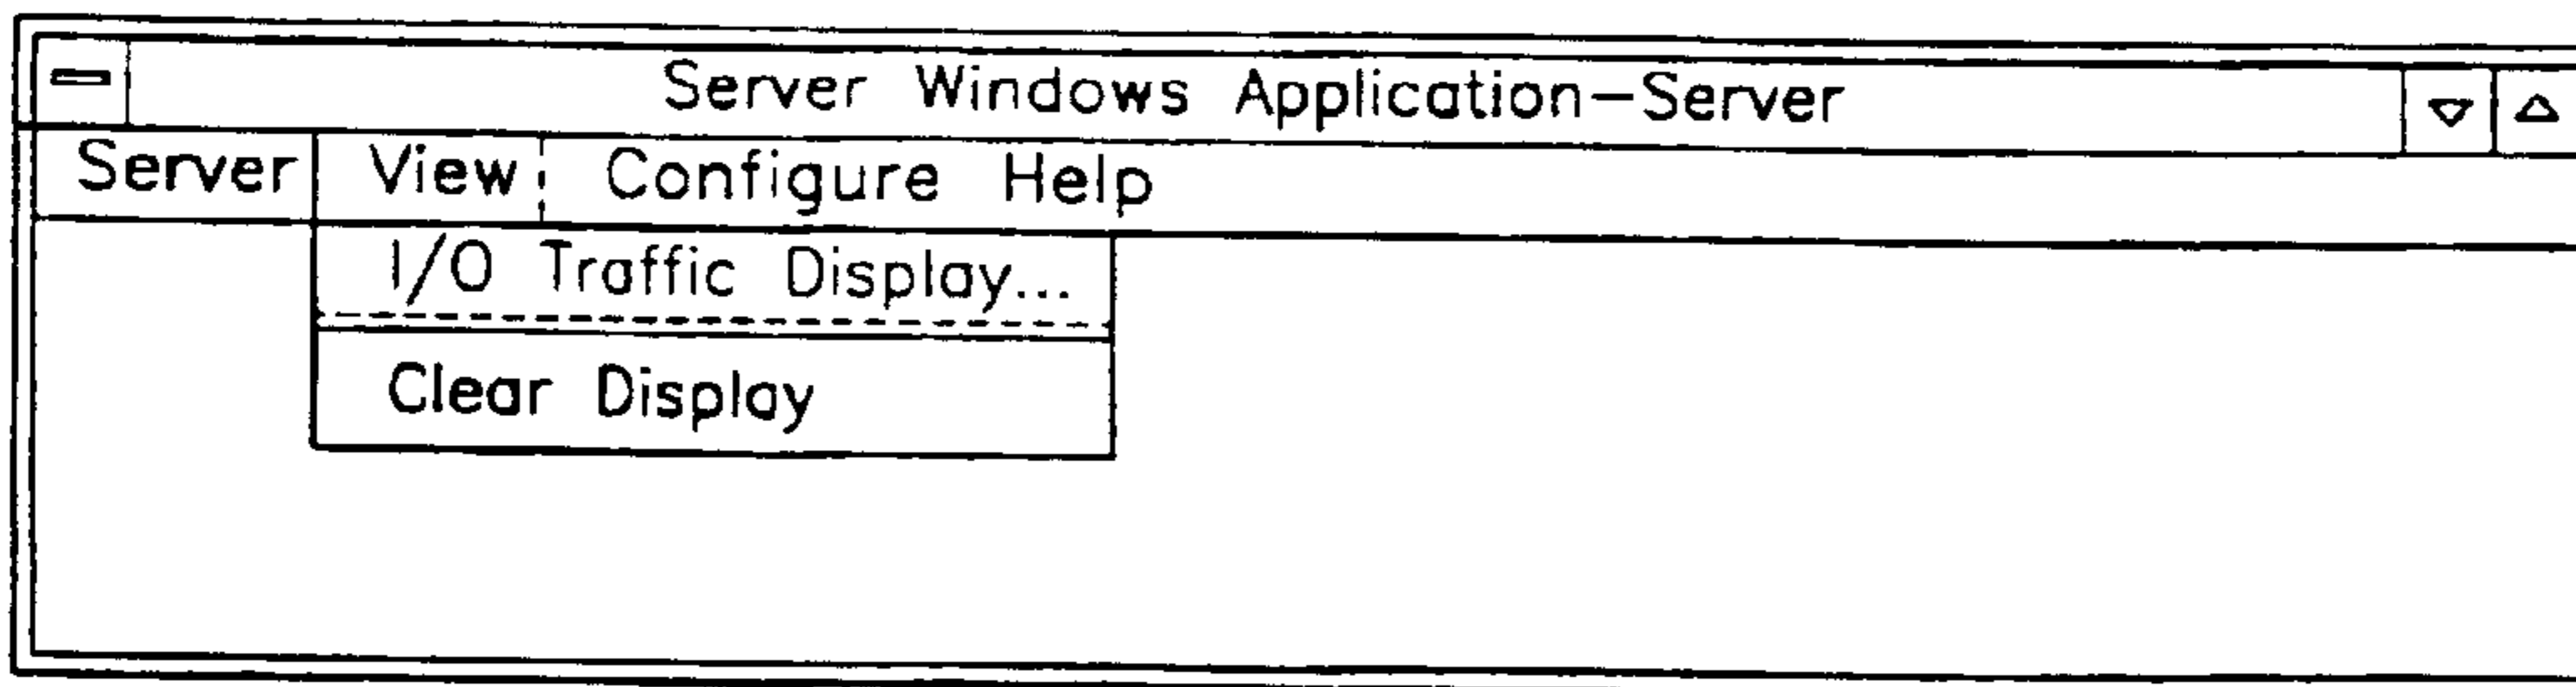 Server Windows Application-Server
Server View Configure Help
I/O Traffic Display...
Clear Display